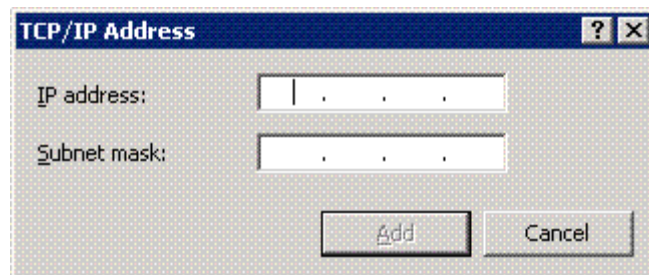 TCP/IP Address
IP address:
. . .
Subnet mask:
. . .
Add Cancel